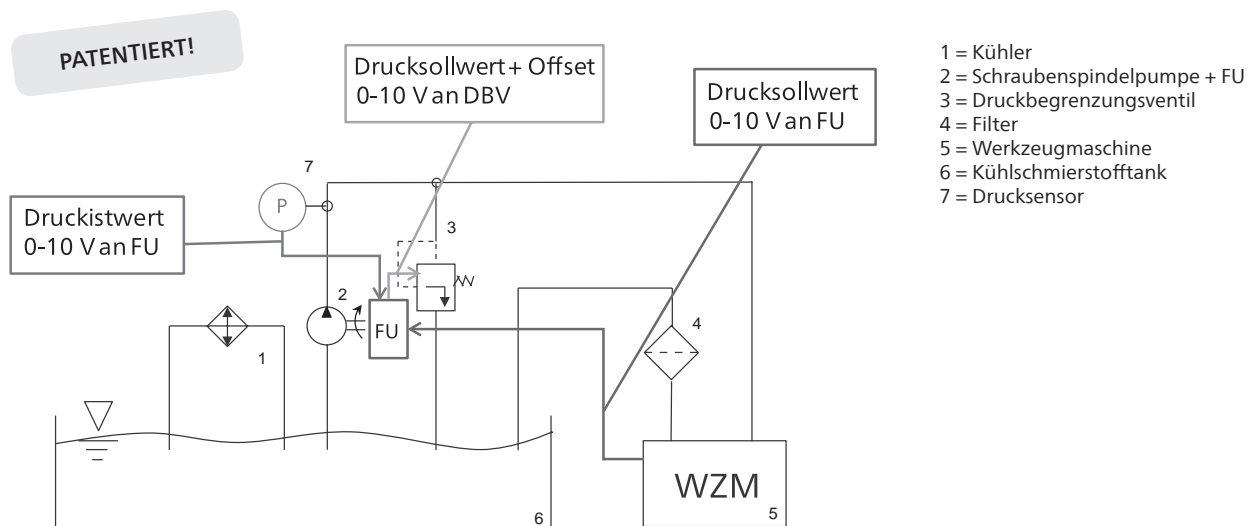 PATENTIERT!
Drucksollwert + Offset
0-10 V an DBV
Drucksollwert
0-10 V an FU
1 = Kühler
2 = Schraubenspindelpumpe + FU
3 = Druckbegrenzungsventil
4 = Filter
5 = Werkzeugmaschine
6 = Kühlschmierstofftank
7 = Drucksensor
7
P
Druckistwert
0-10 V an FU
3
2
FU
1
4
WZM
5
6